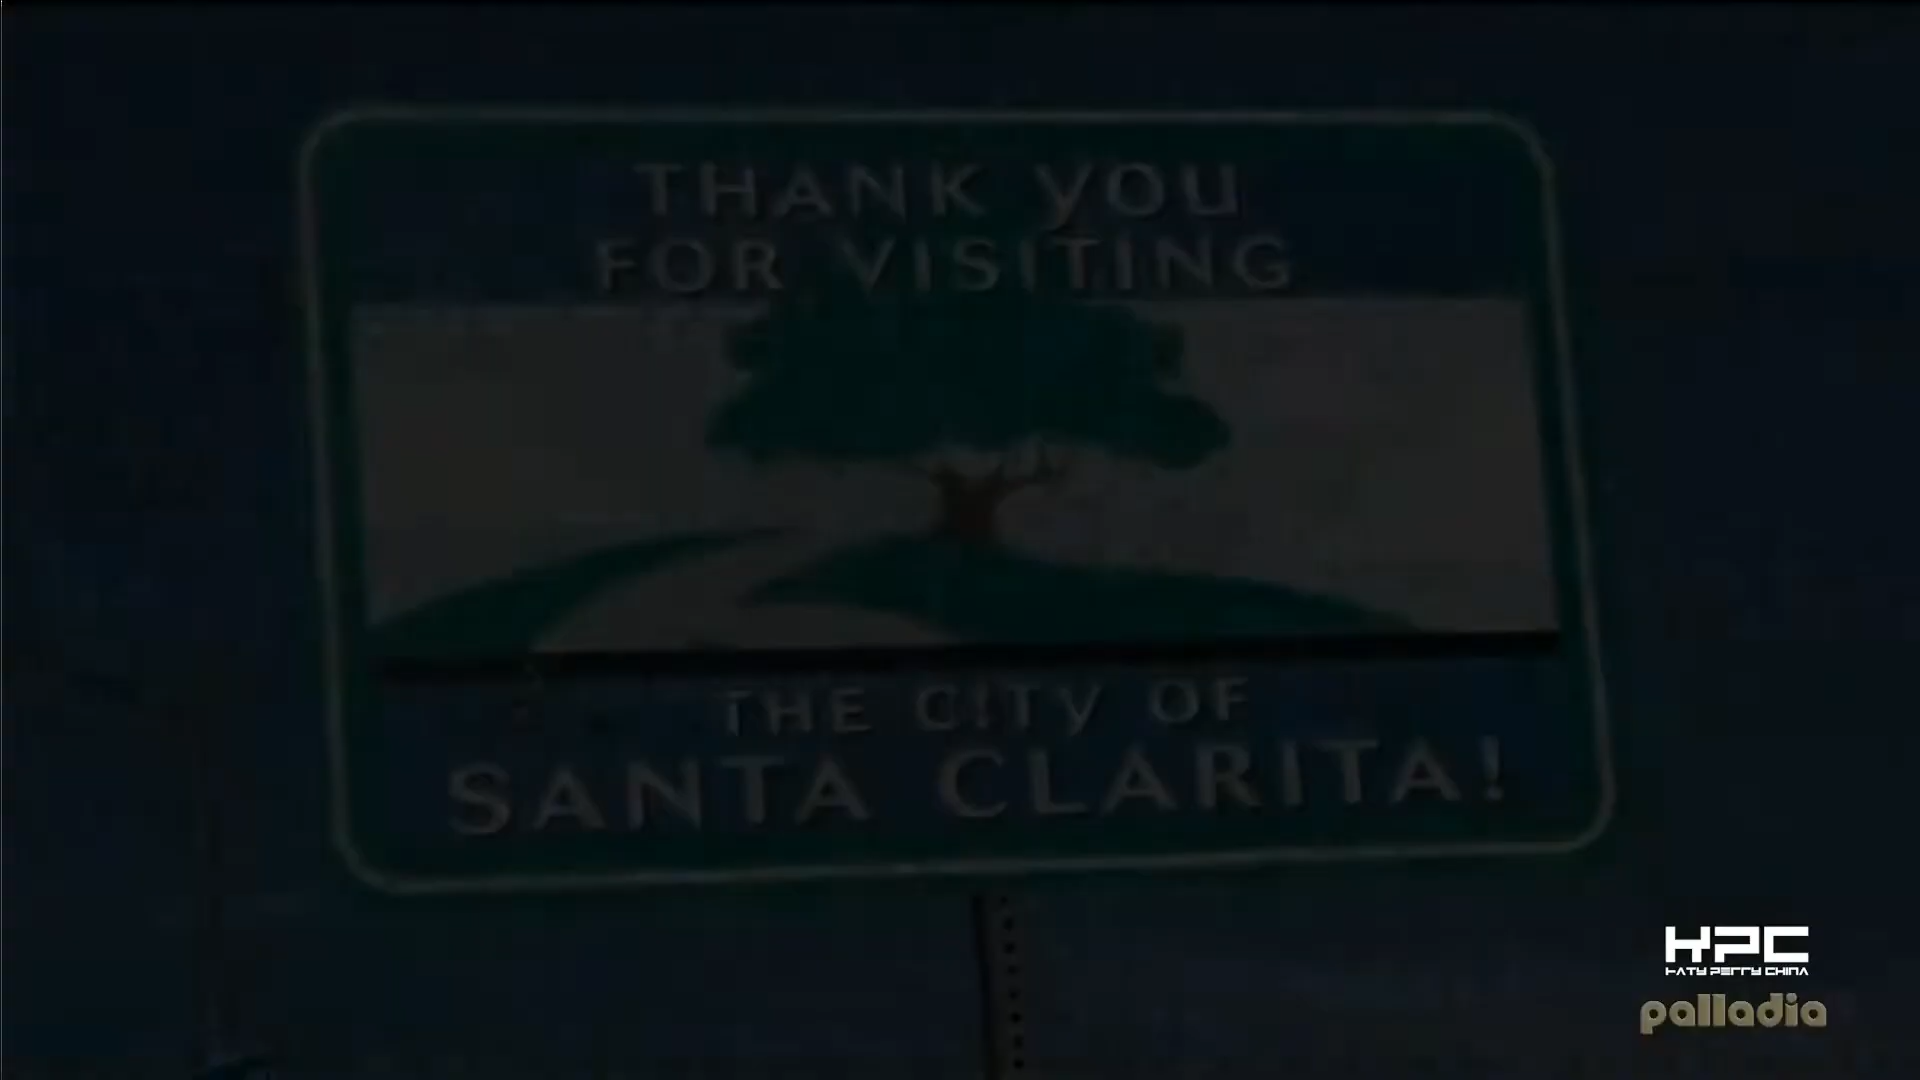 THANK YOU
FOR VISITING
THE CITY OF
SANTA CLARITA!
KPC
KATY PERRY CHINA
palladia